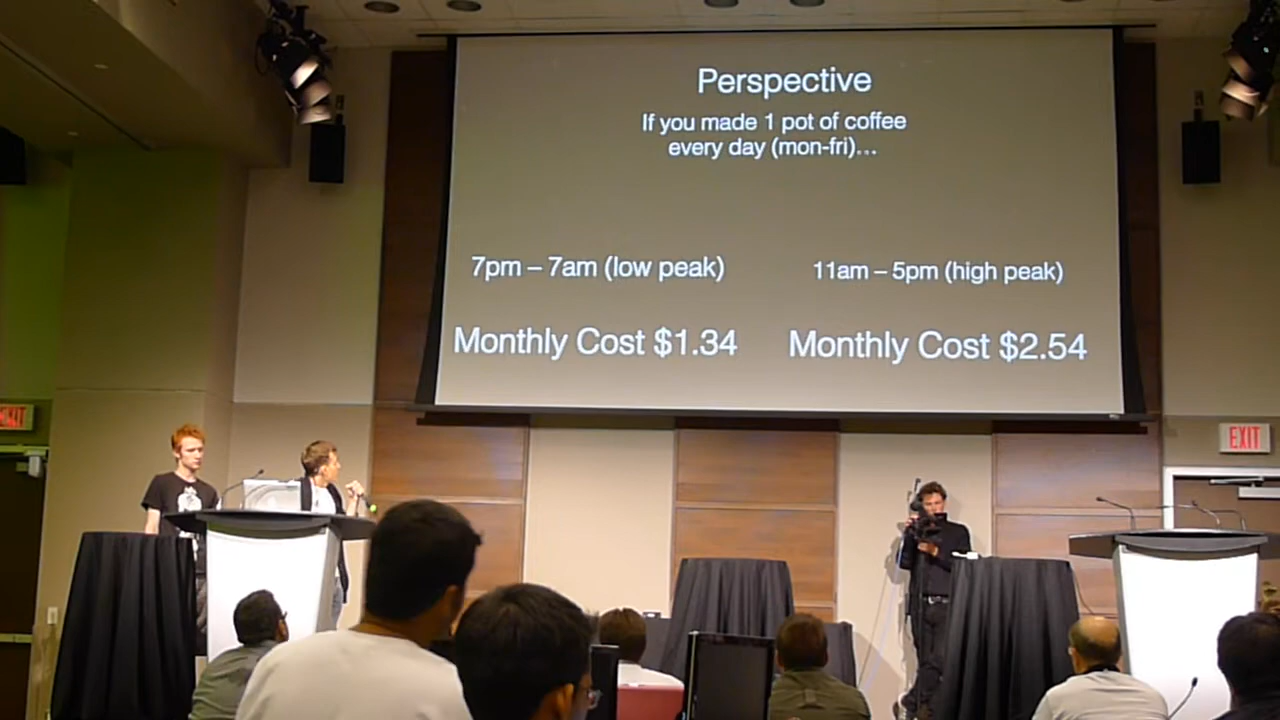 Perspective
If you made 1 pot of coffee
every day (mon-fri)...
7pm – 7am (low peak)
11am – 5pm (high peak)
Monthly Cost $1.34
Monthly Cost $2.54
EXIT
EXIT